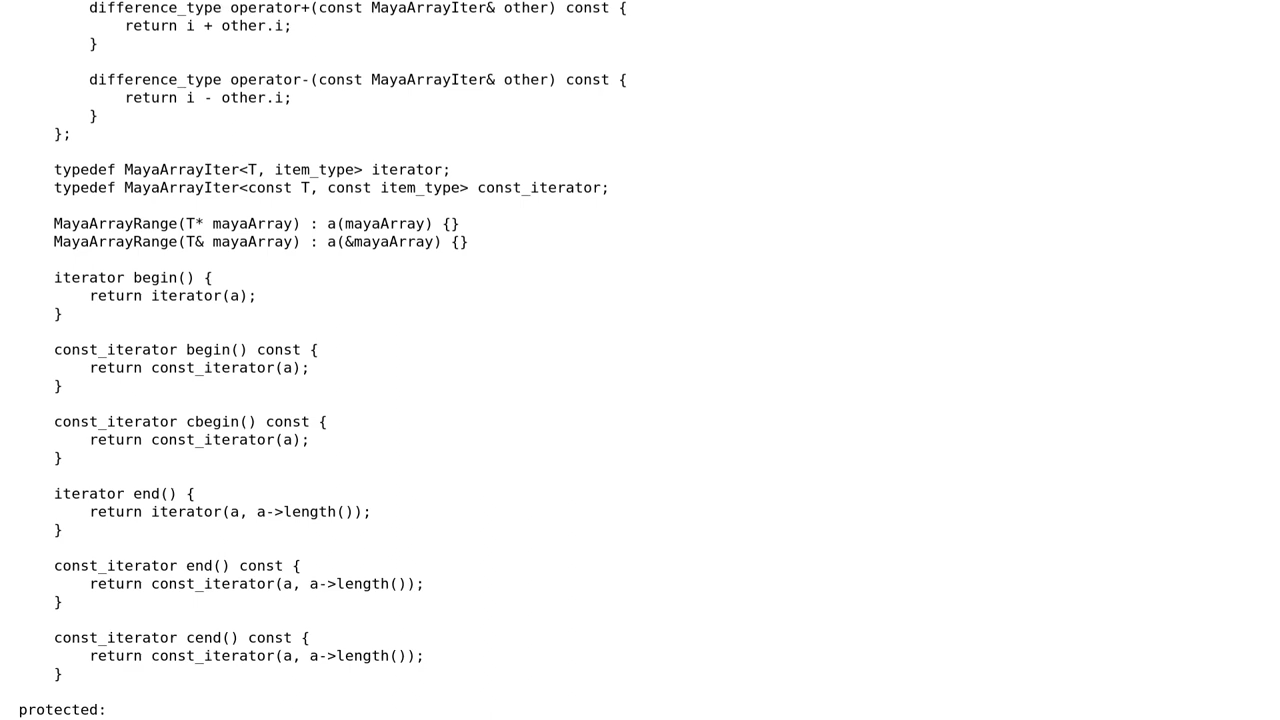 difference_type operator+(const MayaArrayIter& other) const {
            return i + other.i;
        }

        difference_type operator-(const MayaArrayIter& other) const {
            return i - other.i;
        }
    };

    typedef MayaArrayIter<T, item_type> iterator;
    typedef MayaArrayIter<const T, const item_type> const_iterator;

    MayaArrayRange(T* mayaArray) : a(mayaArray) {}
    MayaArrayRange(T& mayaArray) : a(&mayaArray) {}

    iterator begin() {
        return iterator(a);
    }

    const_iterator begin() const {
        return const_iterator(a);
    }

    const_iterator cbegin() const {
        return const_iterator(a);
    }

    iterator end() {
        return iterator(a, a->length());
    }

    const_iterator end() const {
        return const_iterator(a, a->length());
    }

    const_iterator cend() const {
        return const_iterator(a, a->length());
    }

protected: